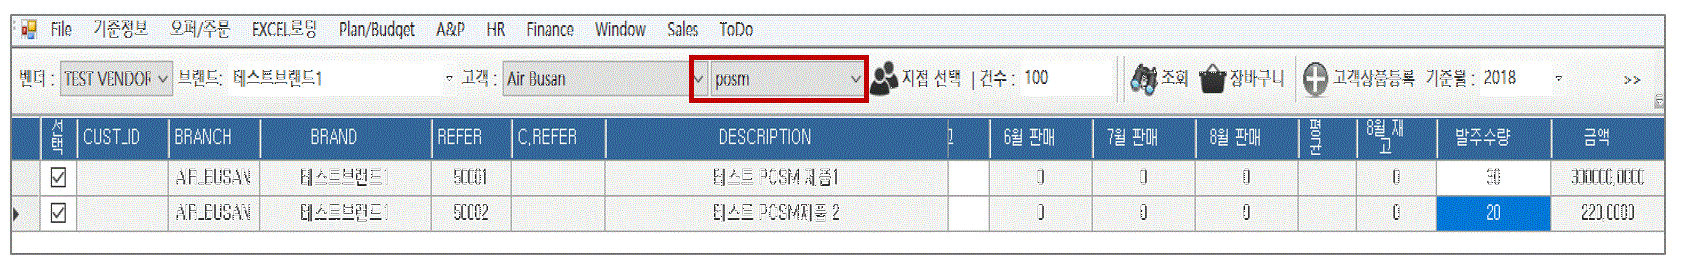 File 기준정보 오퍼/주문 EXCEL로딩 Plan/Budget A&P HR Finance Window Sales ToDo
벤더 : TEST VENDOR 브랜드: 테스트브랜드1 고객 : Air Busan posm 지점 선택 건수 : 100 조회 장바구니 고객상품등록 기준월 : 2018 >>
선택 CUST_ID BRANCH BRAND REFER C.REFER DESCRIPTION 6월 판매 7월 판매 8월 판매 평균 8월_재고 발주수량 금액
AIR_BUSAN 테스트브랜드1 50001 테스트 POSM 제품1 0 0 0 0 30 300000.0000
AIR_BUSAN 테스트브랜드1 50002 테스트 POSM제품 2 0 0 0 0 20 220.0000